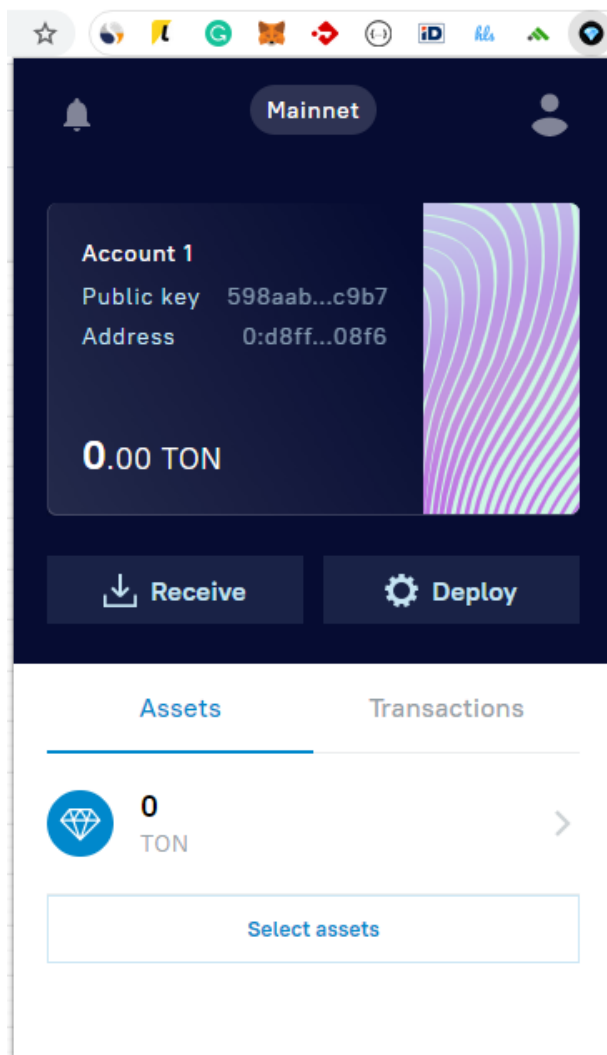 Mainnet
Account 1
Public key 598aab...c9b7
Address 0:d8ff...08f6
0.00 TON
Receive Deploy
Assets Transactions
0
TON
Select assets